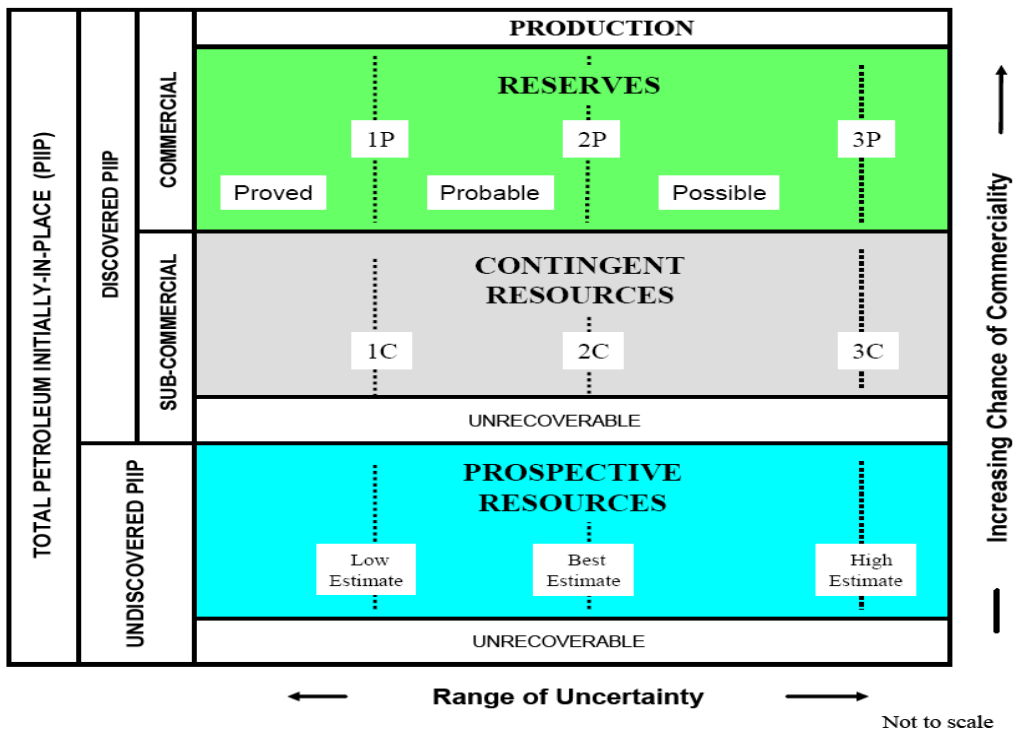 TOTAL PETROLEUM INITIALLY-IN-PLACE (PIIP)
DISCOVERED PIIP
UNDISCOVERED PIIP
COMMERCIAL
SUB-COMMERCIAL
PRODUCTION
RESERVES
1P
2P
3P
Proved
Probable
Possible
CONTINGENT
RESOURCES
1C
2C
3C
UNRECOVERABLE
PROSPECTIVE
RESOURCES
Low
Estimate
Best
Estimate
High
Estimate
UNRECOVERABLE
Increasing Chance of Commerciality
Range of Uncertainty
Not to scale